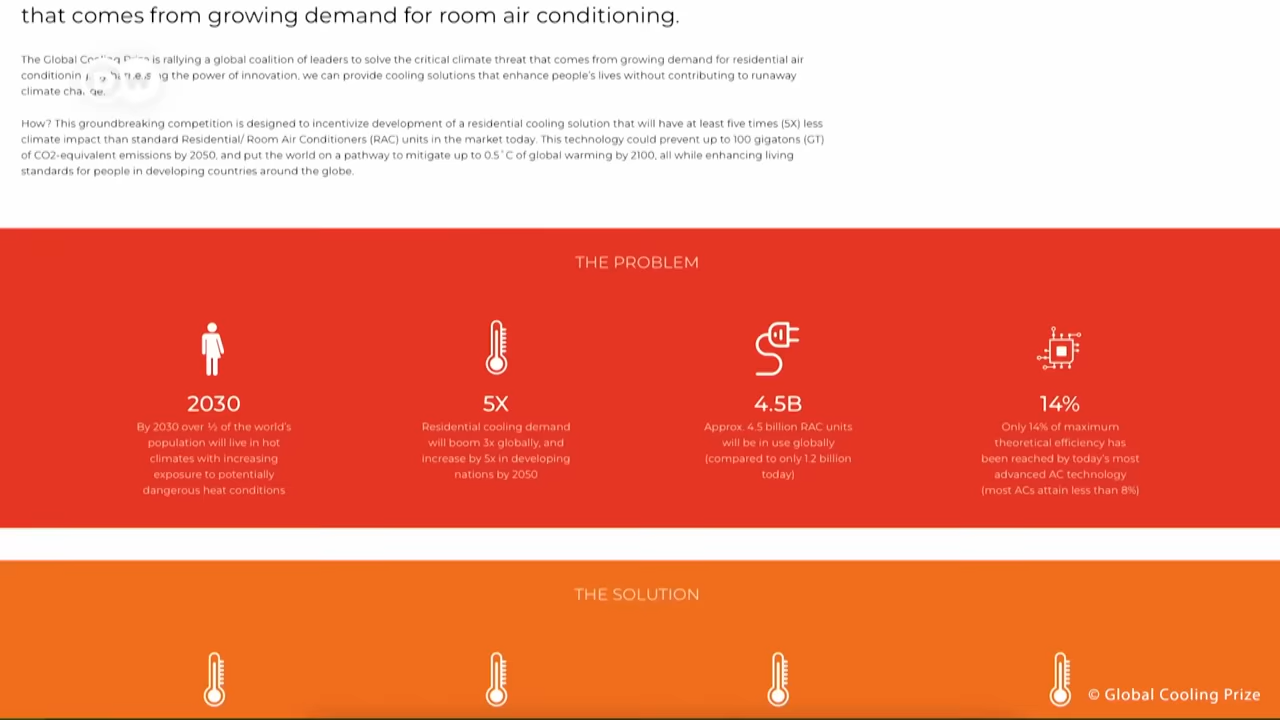 that comes from growing demand for room air conditioning.
The Global Cooling Prize is rallying a global coalition of leaders to solve the critical climate threat that comes from growing demand for residential air
the power of innovation, we can provide cooling solutions that enhance people's lives without contributing to runaway
climate
How? This groundbreaking competition is designed to incentivize development of a residential cooling solution that will have at least five times (5X) less
climate impact than standard Residential/ Room Air Conditioners (RAC) units in the market today. This technology could prevent up to 100 gigatons (GT)
of CO2-equivalent emissions by 2050, and put the world on a pathway to mitigate up to 0.5˚C of global warming by 2100, all while enhancing living
standards for people in developing countries around the globe.
THE PROBLEM
2030
By 2030 over ½ of the world's
population will live in hot
climates with increasing
exposure to potentially
dangerous heat conditions
5X
Residential cooling demand
will boom 3x globally, and
increase by 5x in developing
nations by 2050
4.5B
Approx. 4.5 billion RAC units
will be in use globally
(compared to only 1.2 billion
today)
14%
Only 14% of maximum
theoretical efficiency has
been reached by today's most
advanced AC technology
(most ACs attain less than 8%)
THE SOLUTION
© Global Cooling Prize